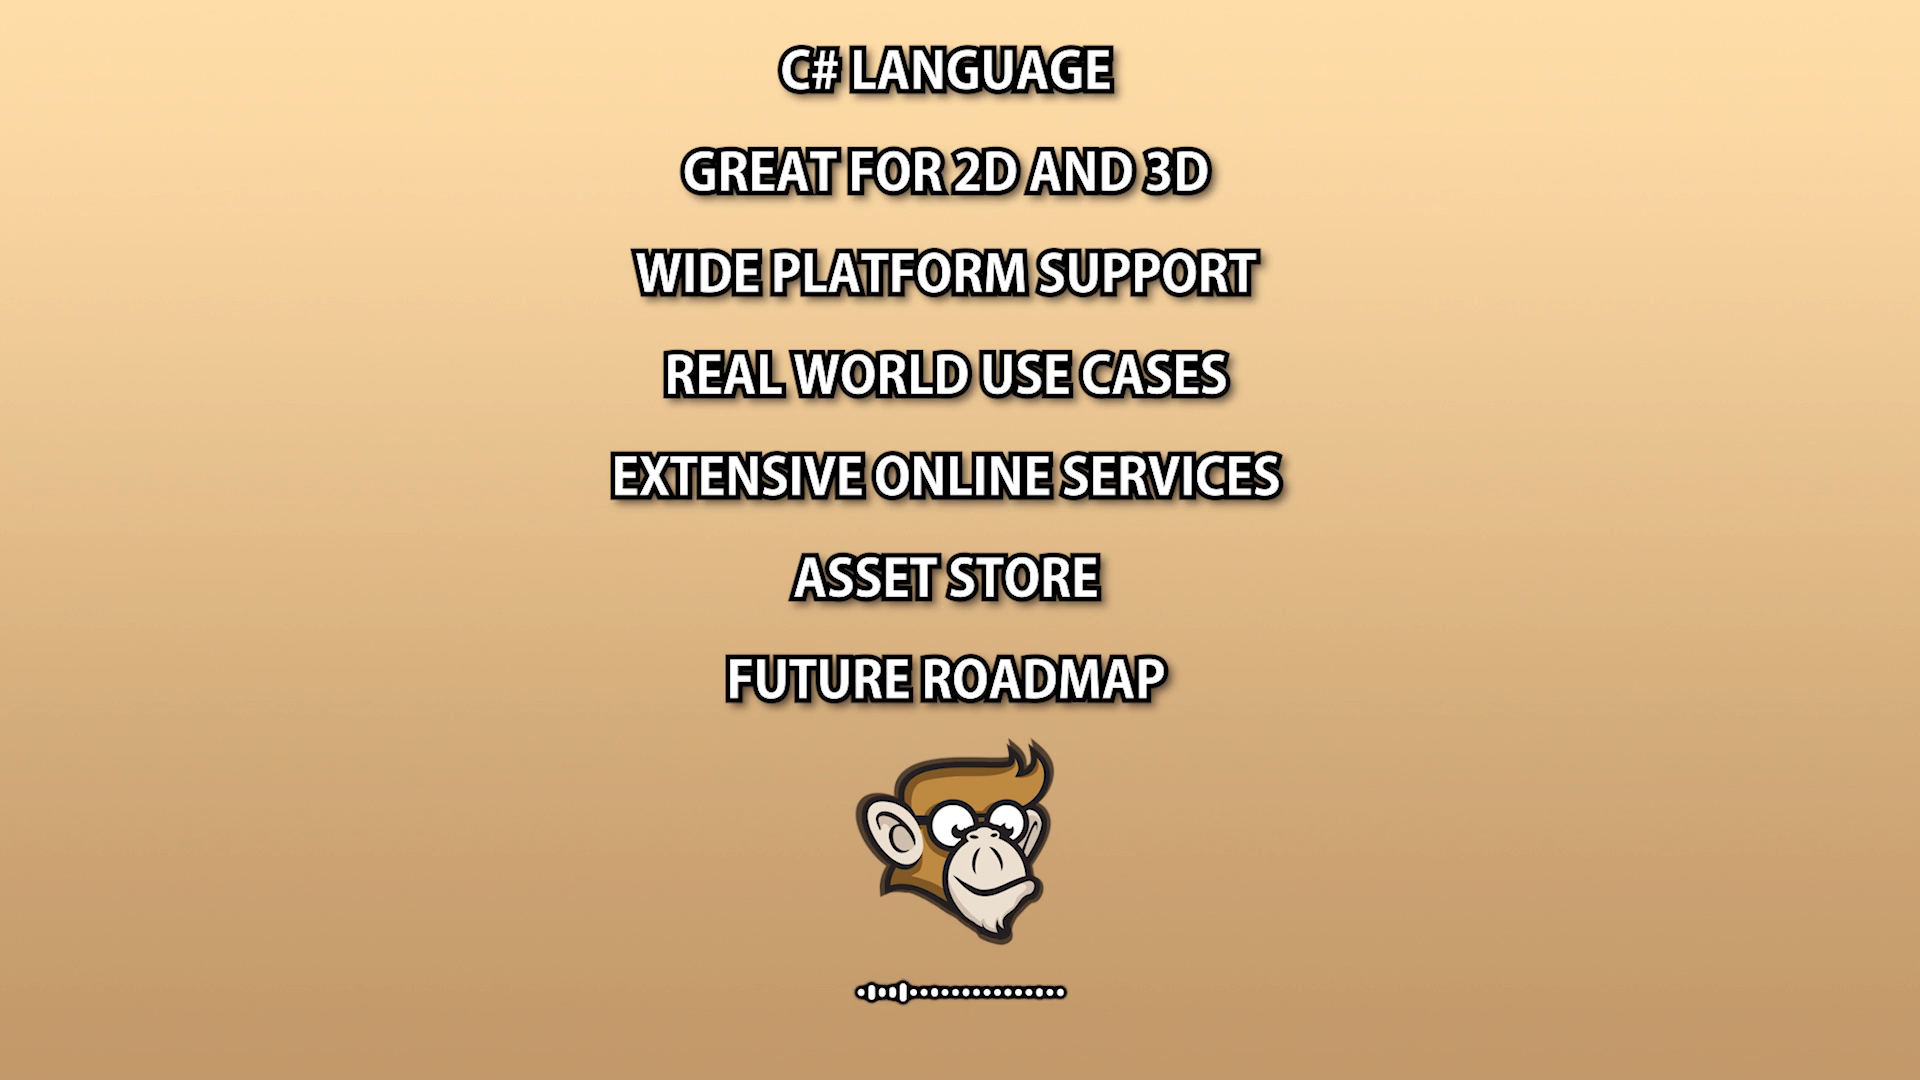 C# LANGUAGE
GREAT FOR 2D AND 3D
WIDE PLATFORM SUPPORT
REAL WORLD USE CASES
EXTENSIVE ONLINE SERVICES
ASSET STORE
FUTURE ROADMAP